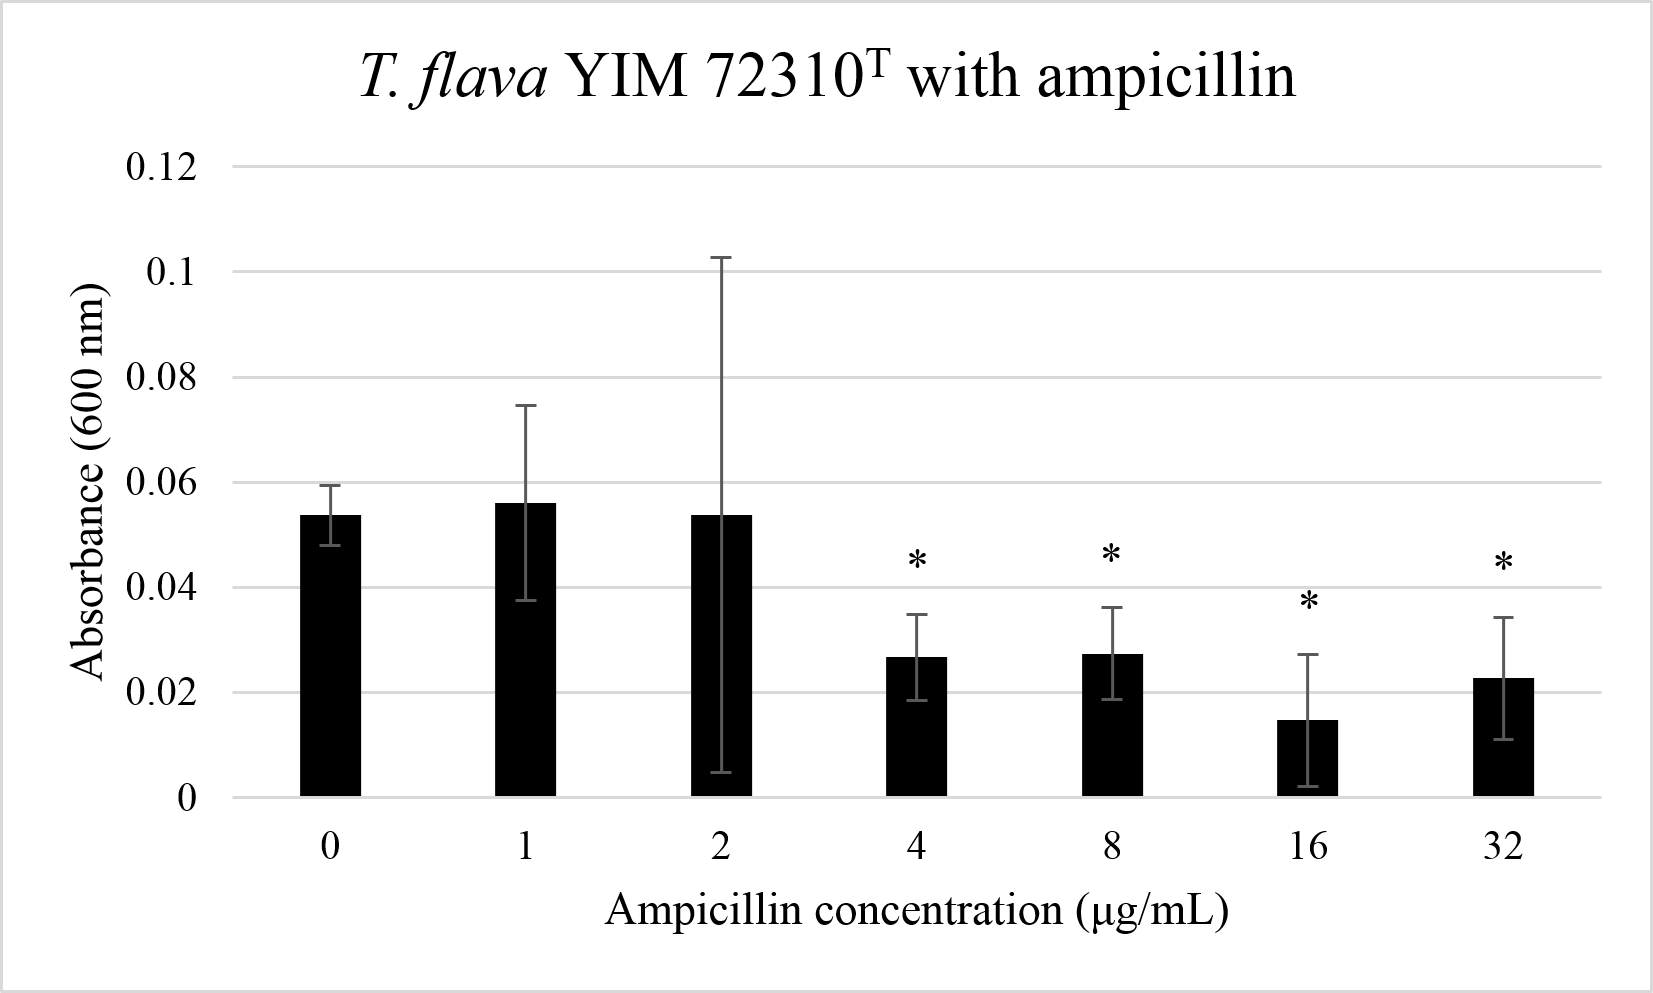 T. flava YIM 72310ᵀ with ampicillin
0.12
0.1
0.08
0.06
0.04
0.02
0
Absorbance (600 nm)
* * * *
0 1 2 4 8 16 32
Ampicillin concentration (μg/mL)